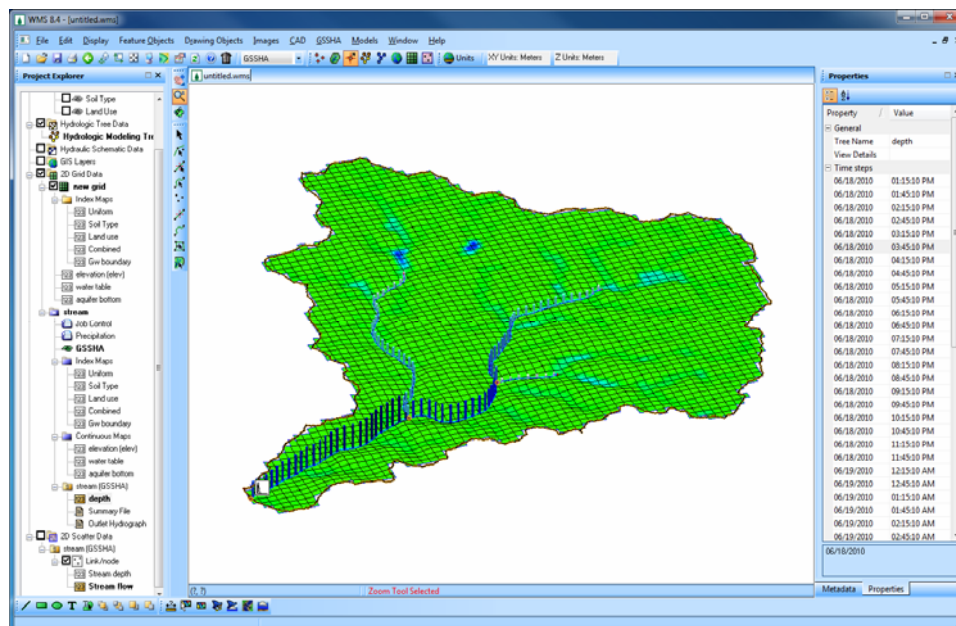 WMS 8.4 - [untitled.wms]
File Edit Display Feature Objects Drawing Objects Images CAD GSSHA Models Window Help
GSSHA Units XY Units: Meters Z Units: Meters
Project Explorer
Soil Type
Land Use
Hydrologic Tree Data
Hydrologic Modeling Tre
Hydraulic Schematic Data
GIS Layers
2D Grid Data
new grid
Index Maps
Uniform
Soil Type
Land use
Combined
Gw boundary
elevation (elev)
water table
aquifer bottom
stream
Job Control
Precipitation
GSSHA
Index Maps
Uniform
Soil Type
Land use
Combined
Gw boundary
Continuous Maps
elevation (elev)
water table
aquifer bottom
stream (GSSHA)
depth
Summary File
Outlet Hydrograph
2D Scatter Data
stream (GSSHA)
Link/node
Stream depth
Stream flow
untitled.wms
(?, ?) Zoom Tool Selected
Properties
Property / Value
General
Tree Name depth
View Details
Time steps
06/18/2010 01:15:10 PM
06/18/2010 01:45:10 PM
06/18/2010 02:15:10 PM
06/18/2010 02:45:10 PM
06/18/2010 03:15:10 PM
06/18/2010 03:45:10 PM
06/18/2010 04:15:10 PM
06/18/2010 04:45:10 PM
06/18/2010 05:15:10 PM
06/18/2010 05:45:10 PM
06/18/2010 06:15:10 PM
06/18/2010 06:45:10 PM
06/18/2010 07:15:10 PM
06/18/2010 07:45:10 PM
06/18/2010 08:15:10 PM
06/18/2010 08:45:10 PM
06/18/2010 09:15:10 PM
06/18/2010 09:45:10 PM
06/18/2010 10:15:10 PM
06/18/2010 10:45:10 PM
06/18/2010 11:15:10 PM
06/18/2010 11:45:10 PM
06/19/2010 12:15:10 AM
06/19/2010 12:45:10 AM
06/19/2010 01:15:10 AM
06/19/2010 01:45:10 AM
06/19/2010 02:15:10 AM
06/19/2010 02:45:10 AM
06/18/2010
Metadata Properties
T